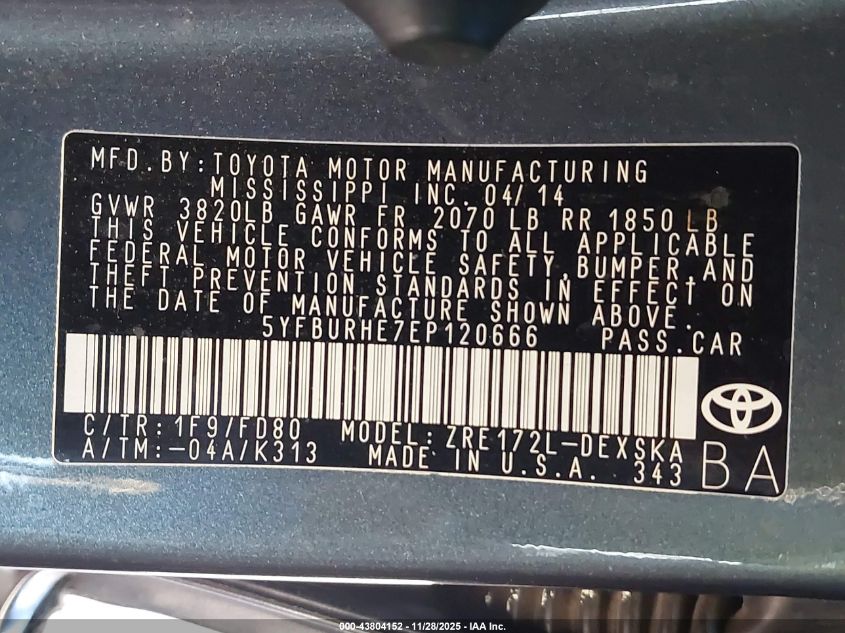 MFD.BY:TOYOTA MOTOR MANUFACTURING
MISSISSIPPI INC. 04/14
GVWR 3820LB GAWR FR 2070 LB RR 1850 LB
THIS VEHICLE CONFORMS TO ALL APPLICABLE
FEDERAL MOTOR VEHICLE SAFETY,BUMPER,AND
THEFT PREVENTION STANDARDS IN EFFECT ON
THE DATE OF MANUFACTURE SHOWN ABOVE.
5YFBURHE7EP120666 PASS.CAR
C/TR:1F9/FD80 MODEL:ZRE172L-DEXSKA
A/TM:-04A/K313 MADE IN U.S.A. 343
BA
000-43804152 - 11/28/2025 - IAA Inc.